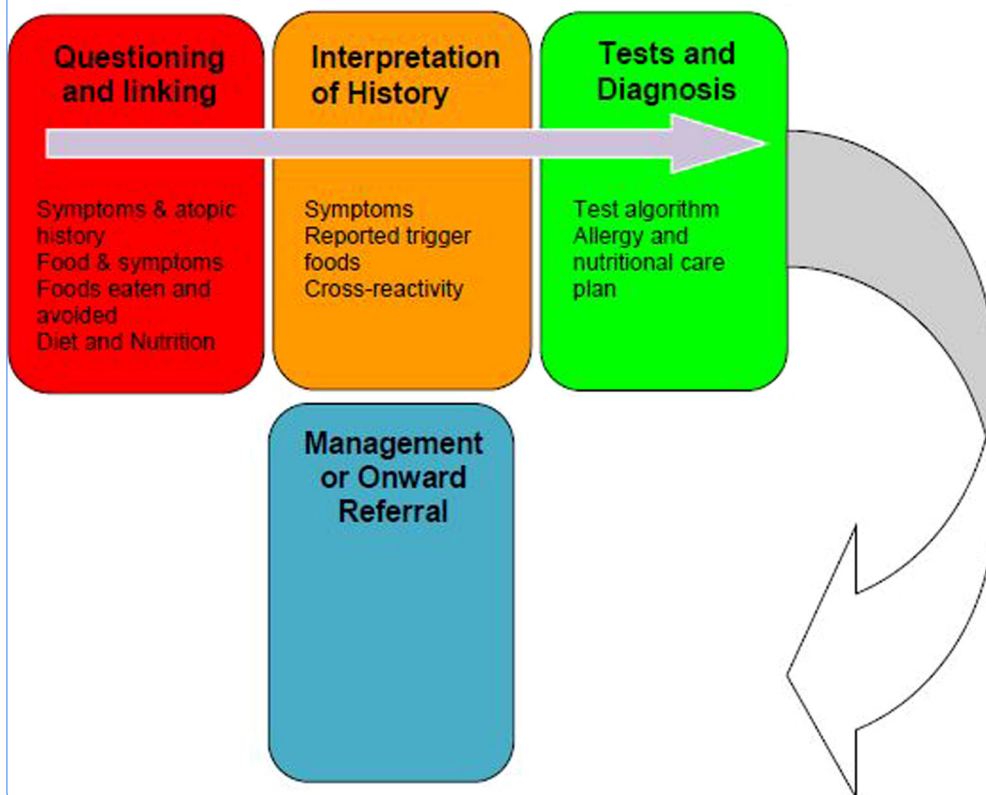 Questioning
and linking
Symptoms & atopic
history
Food & symptoms
Foods eaten and
avoided
Diet and Nutrition
Interpretation
of History
Symptoms
Reported trigger
foods
Cross-reactivity
Tests and
Diagnosis
Test algorithm
Allergy and
nutritional care
plan
Management
or Onward
Referral